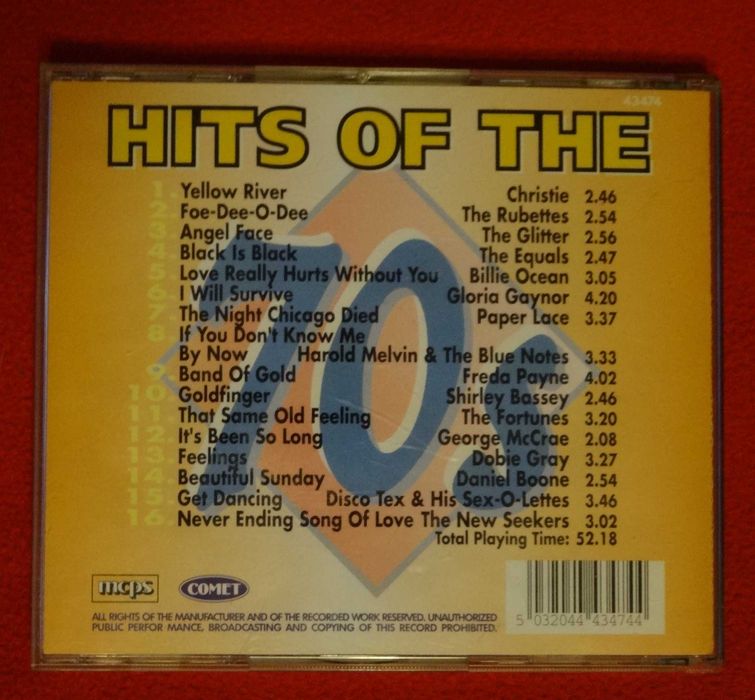 43474
HITS OF THE
70s
1. Yellow River Christie 2.46
2. Foe-Dee-O-Dee The Rubettes 2.54
3. Angel Face The Glitter 2.56
4. Black Is Black The Equals 2.47
5. Love Really Hurts Without You Billie Ocean 3.05
6. I Will Survive Gloria Gaynor 4.20
7. The Night Chicago Died Paper Lace 3.37
8. If You Don't Know Me
By Now Harold Melvin & The Blue Notes 3.33
9. Band Of Gold Freda Payne 4.02
10. Goldfinger Shirley Bassey 2.46
11. That Same Old Feeling The Fortunes 3.20
12. It's Been So Long George McCrae 2.08
13. Feelings Dobie Gray 3.27
14. Beautiful Sunday Daniel Boone 2.54
15. Get Dancing Disco Tex & His Sex-O-Lettes 3.46
16. Never Ending Song Of Love The New Seekers 3.02
Total Playing Time: 52.18
mcps COMET
ALL RIGHTS OF THE MANUFACTURER AND OF THE RECORDED WORK RESERVED. UNAUTHORIZED
PUBLIC PERFOR MANCE, BROADCASTING AND COPYING OF THIS RECORD PROHIBITED.
5 032044 434744